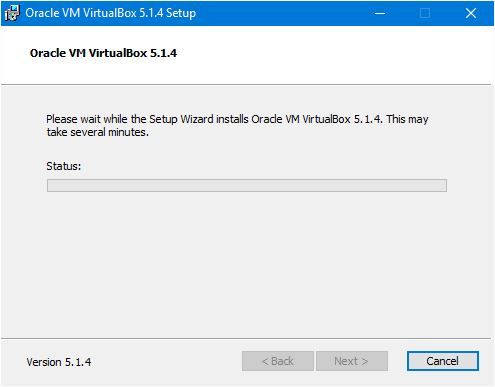 Oracle VM VirtualBox 5.1.4 Setup
Oracle VM VirtualBox 5.1.4
Please wait while the Setup Wizard installs Oracle VM VirtualBox 5.1.4. This may
take several minutes.
Status:
Version 5.1.4
< Back
Next >
Cancel